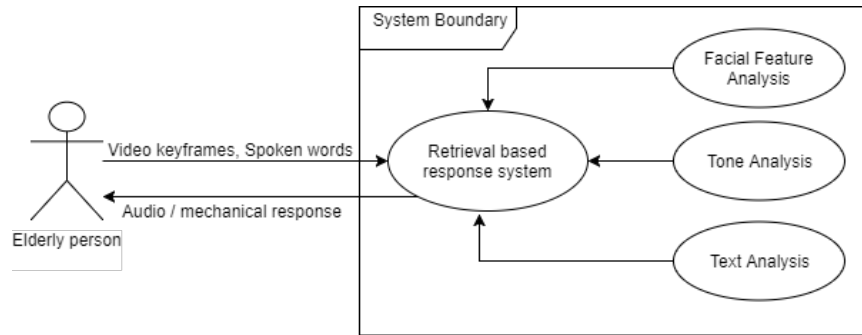 System Boundary
Facial Feature
Analysis
Video keyframes, Spoken words
Retrieval based
response system
Tone Analysis
Audio / mechanical response
Elderly person
Text Analysis